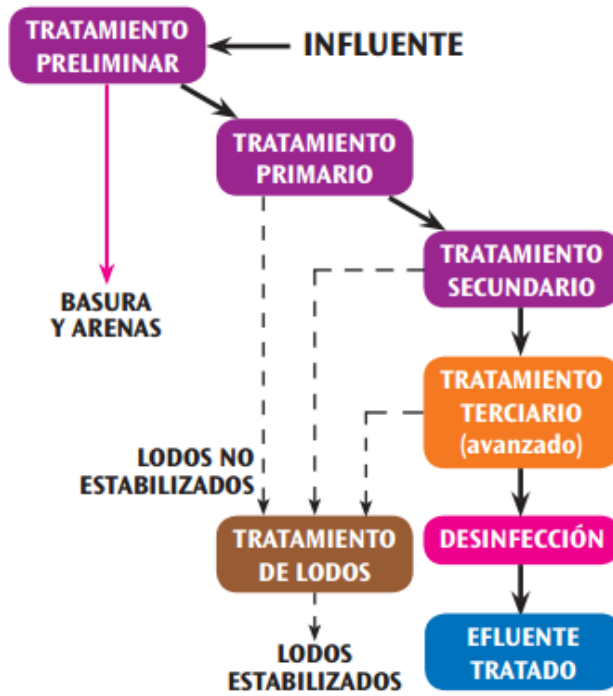 TRATAMIENTO
PRELIMINAR
INFLUENTE
TRATAMIENTO
PRIMARIO
TRATAMIENTO
SECUNDARIO
BASURA
Y ARENAS
TRATAMIENTO
TERCIARIO
(avanzado)
LODOS NO
ESTABILIZADOS
TRATAMIENTO
DE LODOS
DESINFECCIÓN
LODOS
ESTABILIZADOS
EFLUENTE
TRATADO